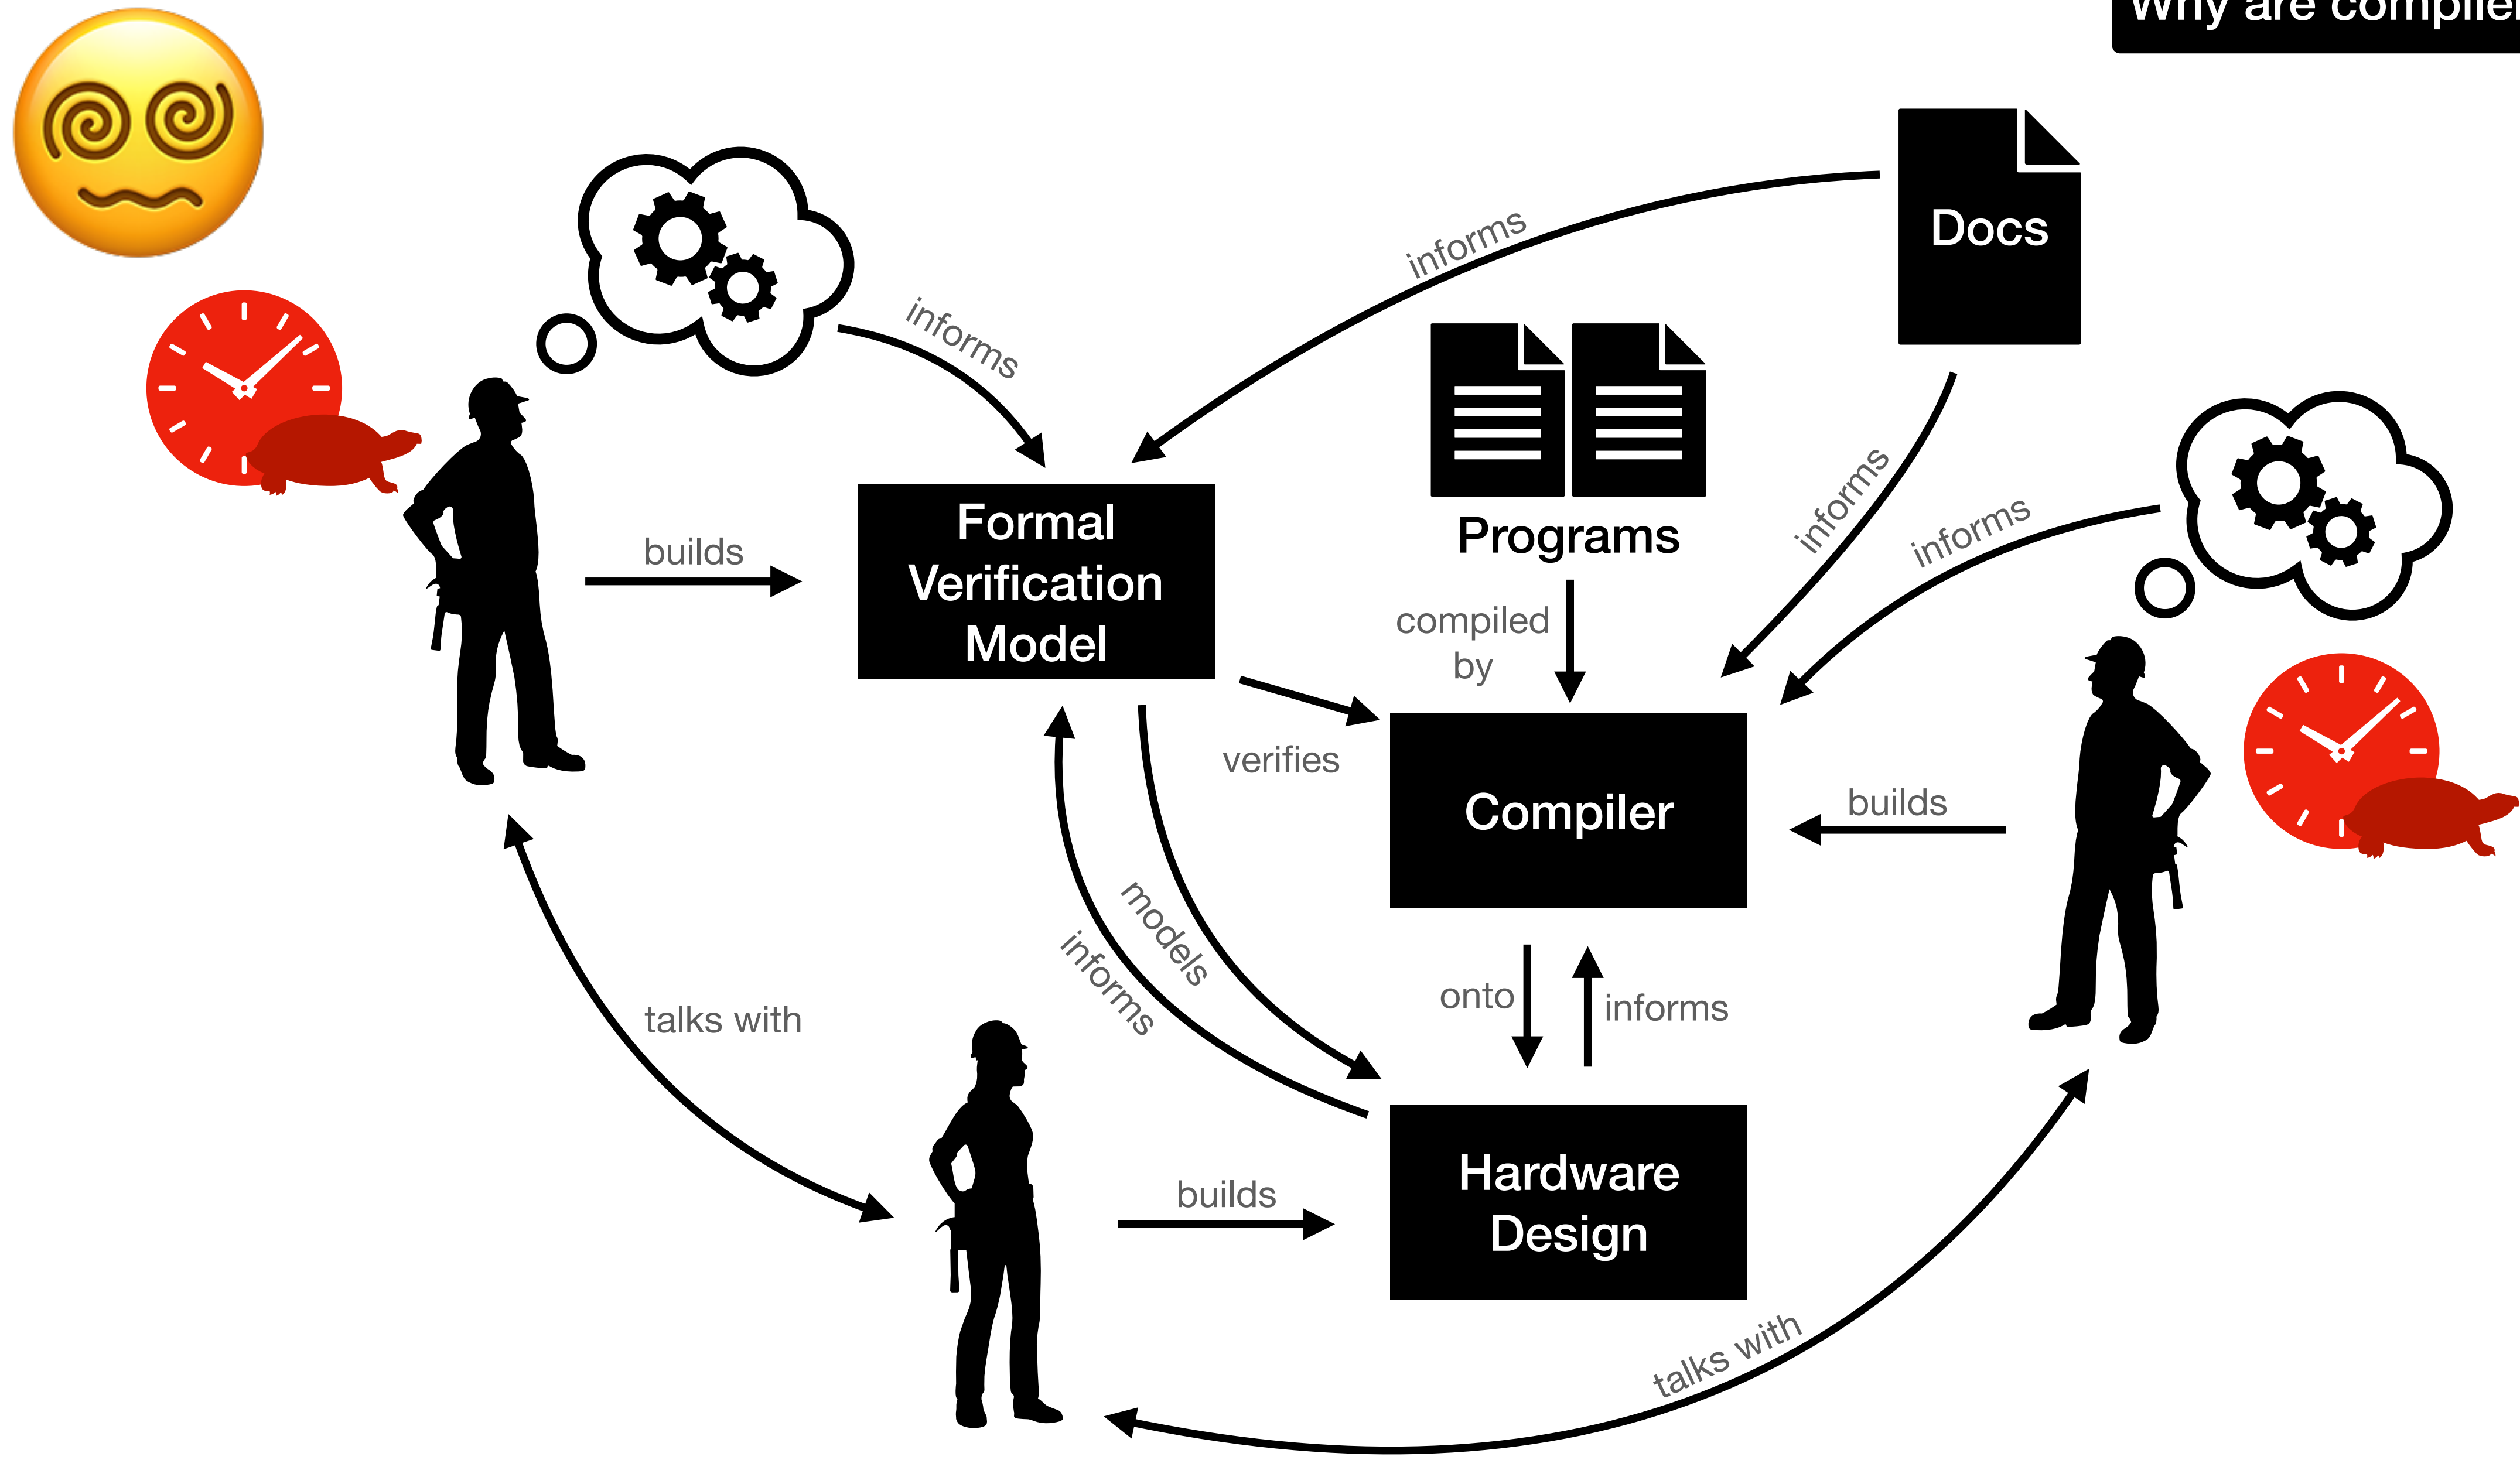 Why are compiler
Docs
informs
informs
Formal
Verification
Model
builds
Programs
compiled
by
informs
informs
verifies
Compiler
builds
models
informs
onto
informs
talks with
Hardware
Design
builds
talks with